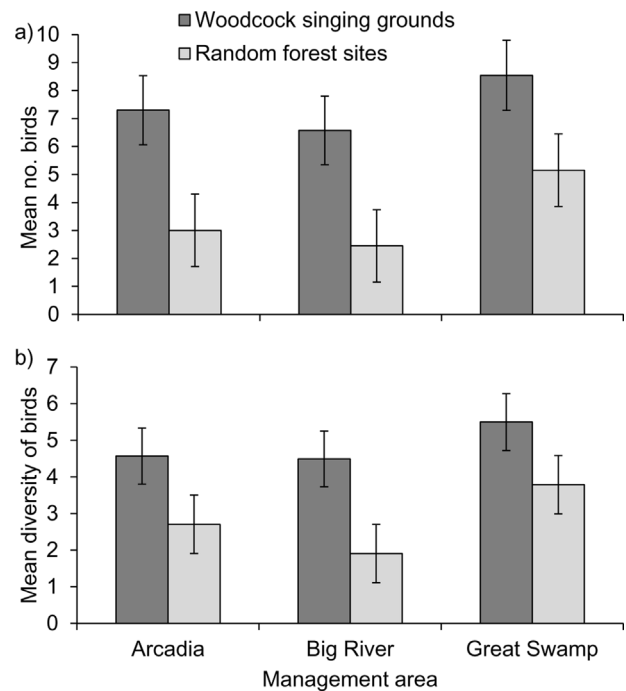 a)
Woodcock singing grounds
Random forest sites
10
9
8
7
6
5
4
3
2
1
0
Mean no. birds
b)
7
6
5
4
3
2
1
0
Mean diversity of birds
Arcadia Big River Great Swamp
Management area